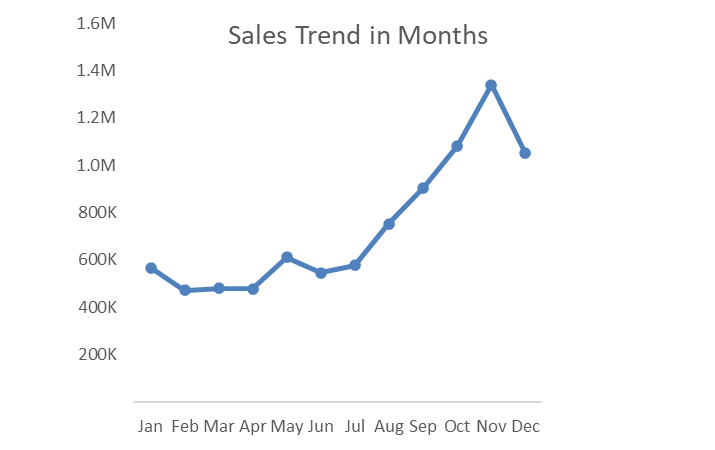 Sales Trend in Months
1.6M
1.4M
1.2M
1.0M
800K
600K
400K
200K
Jan Feb Mar Apr May Jun Jul Aug Sep Oct Nov Dec